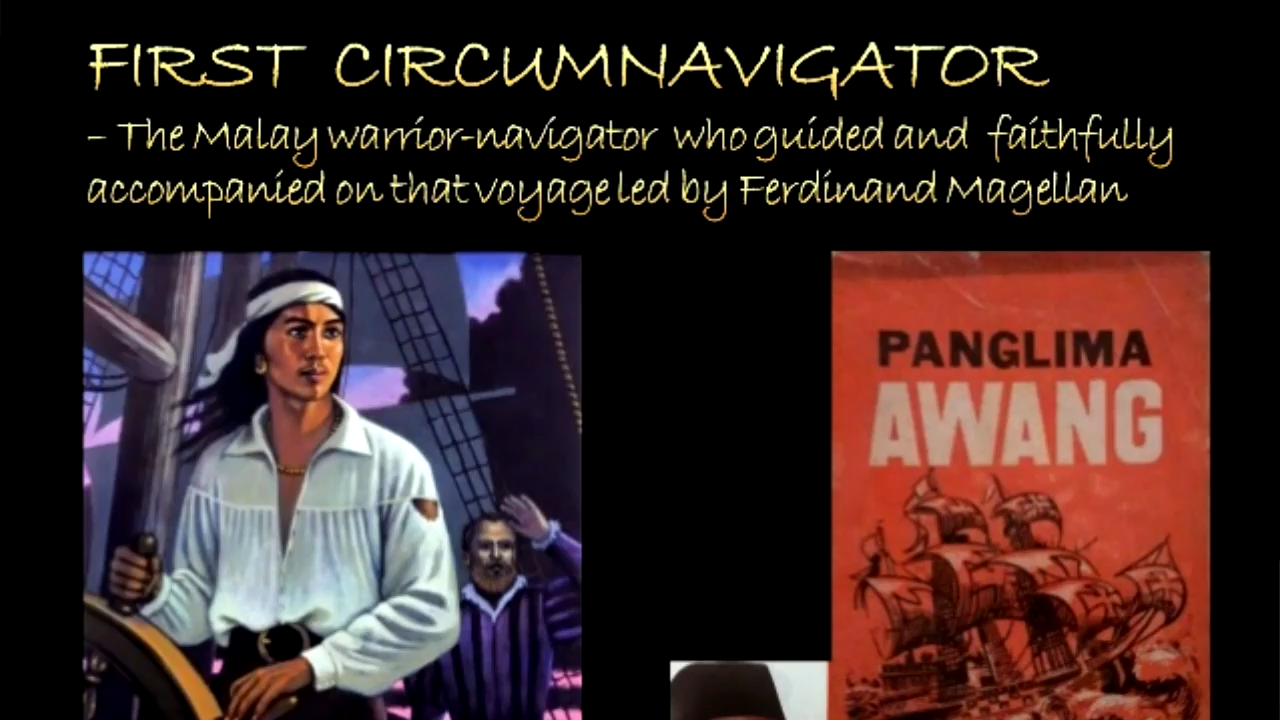 FIRST CIRCUMNAVIGATOR
– The Malay warrior-navigator who guided and faithfully
accompanied on that voyage led by Ferdinand Magellan
PANGLIMA
AWANG